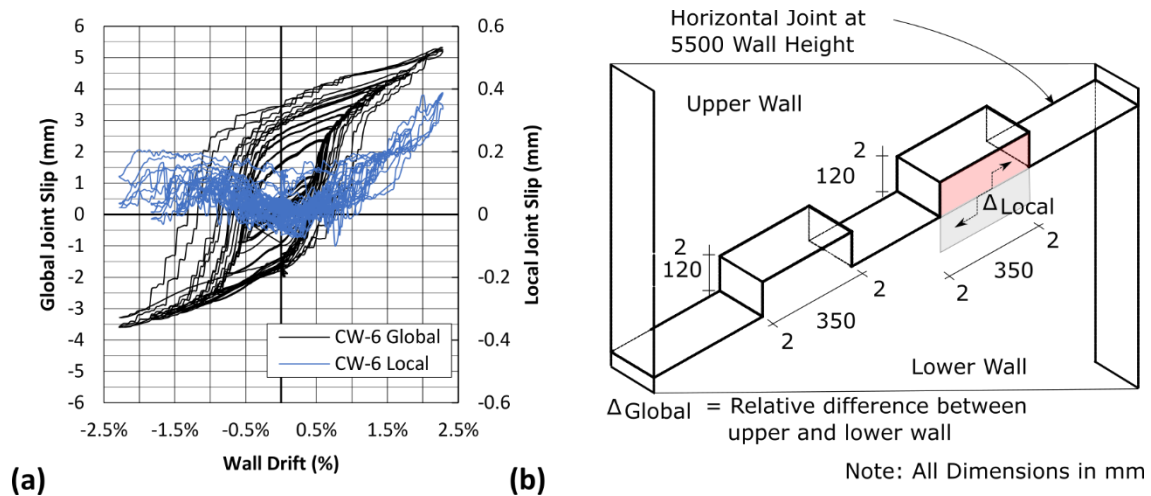 6
5
4
3
2
1
0
-1
-2
-3
-4
-5
-6
Global Joint Slip (mm)
0.6
0.4
0.2
0
-0.2
-0.4
-0.6
Local Joint Slip (mm)
CW-6 Global
CW-6 Local
-2.5% -1.5% -0.5% 0.5% 1.5% 2.5%
Wall Drift (%)
(a)
Horizontal Joint at
5500 Wall Height
Upper Wall
2
120
Δ Local
2
350
2
2
120
2
350
2
Lower Wall
Δ Global = Relative difference between
upper and lower wall
(b)
Note: All Dimensions in mm